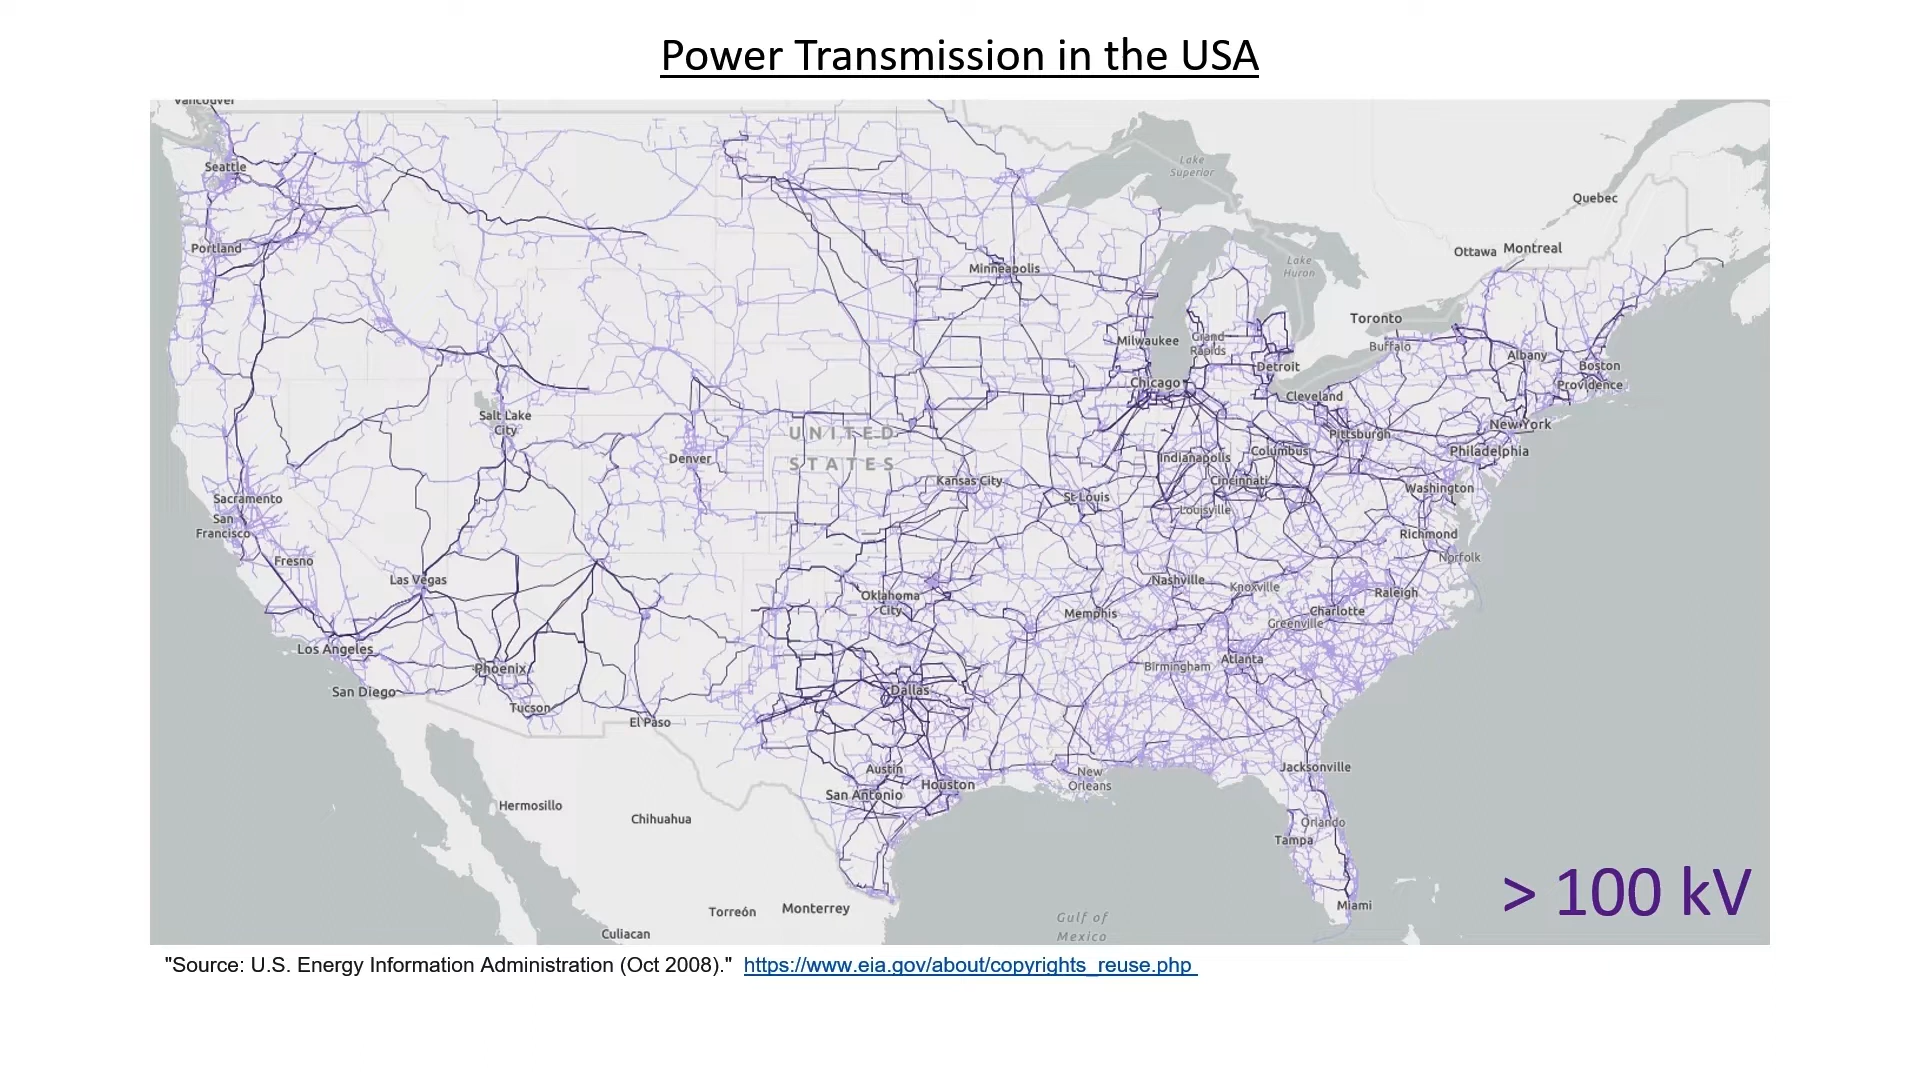 Power Transmission in the USA
Vancouver
Seattle
Portland
Lake
Superior
Quebec
Ottawa
Montreal
Lake
Huron
Minneapolis
Toronto
Buffalo
Milwaukee
Grand
Rapids
Detroit
Albany
Boston
Providence
Chicago
Cleveland
Salt Lake
City
UNITED
STATES
New York
Pittsburgh
Philadelphia
Denver
Indianapolis
Columbus
Kansas City
Cincinnati
Washington
Sacramento
St Louis
Louisville
San
Francisco
Richmond
Norfolk
Fresno
Las Vegas
Nashville
Knoxville
Oklahoma
City
Raleigh
Memphis
Charlotte
Greenville
Los Angeles
Phoenix
Birmingham
Atlanta
San Diego
Dallas
Tucson
El Paso
Austin
Houston
San Antonio
New
Orleans
Jacksonville
Hermosillo
Chihuahua
Orlando
Tampa
Torreón
Monterrey
Miami
Gulf of
Mexico
Culiacan
> 100 kV
"Source: U.S. Energy Information Administration (Oct 2008)." https://www.eia.gov/about/copyrights_reuse.php